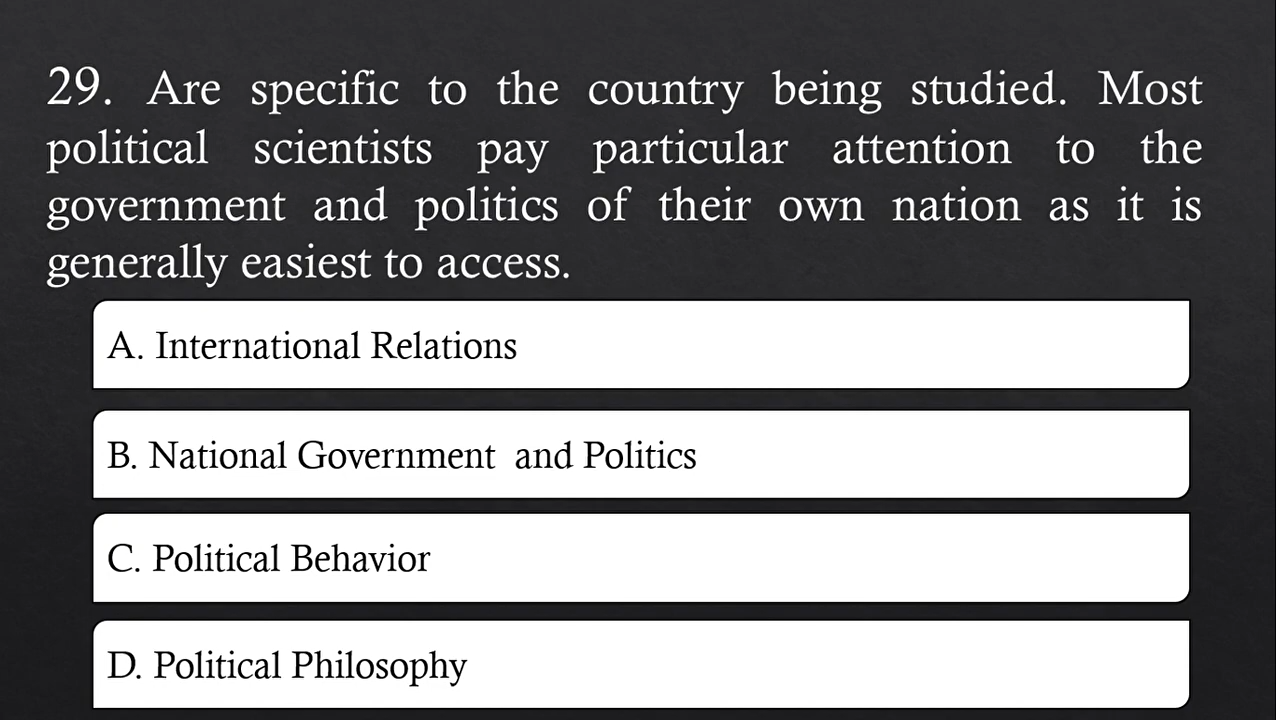 29. Are specific to the country being studied. Most
political scientists pay particular attention to the
government and politics of their own nation as it is
generally easiest to access.
A. International Relations
B. National Government  and Politics
C. Political Behavior
D. Political Philosophy